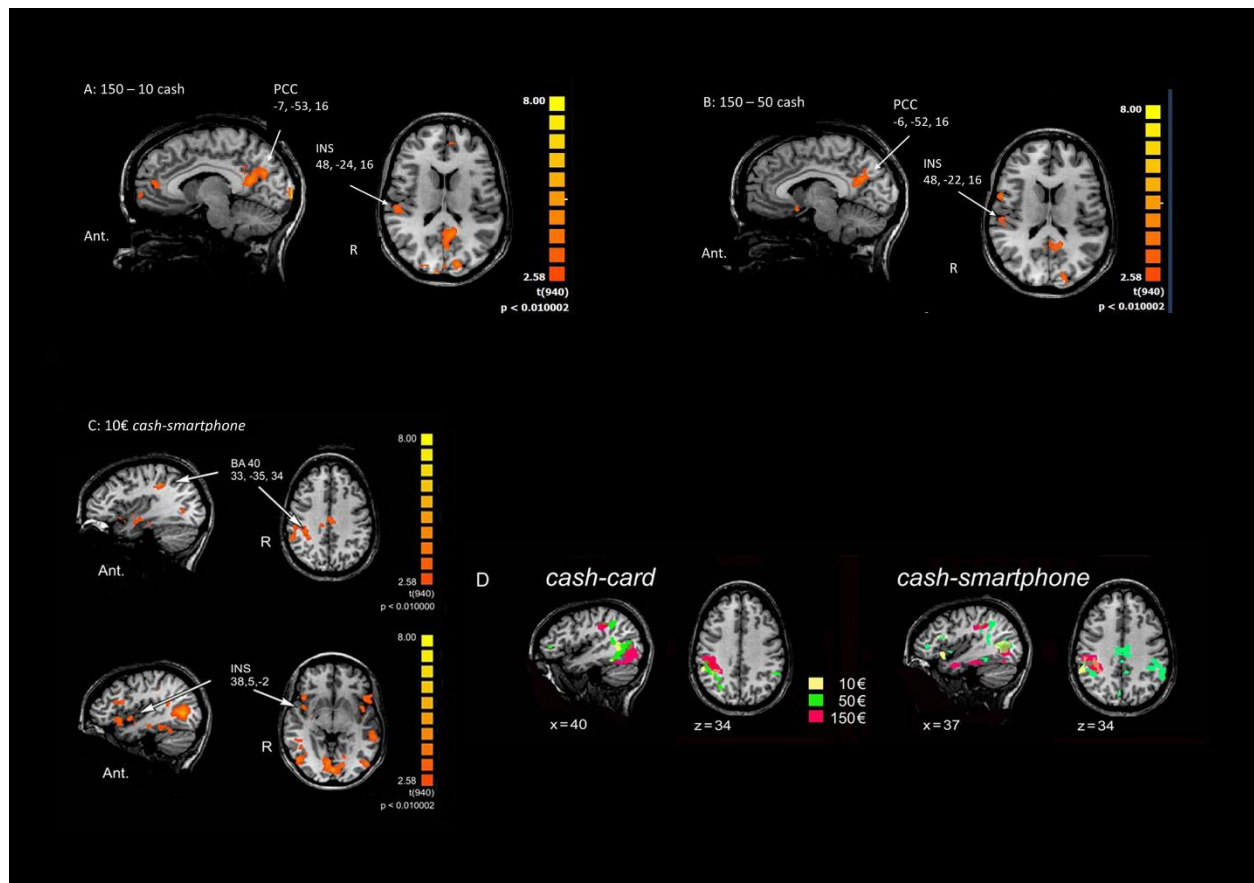 A: 150 – 10 cash
PCC
-7, -53, 16
INS
48, -24, 16
Ant.
R
8.00
2.58
t(940)
p < 0.010002
B: 150 – 50 cash
PCC
-6, -52, 16
INS
48, -22, 16
Ant.
R
8.00
2.58
t(940)
p < 0.010002
C: 10€ cash-smartphone
BA 40
33, -35, 34
Ant.
R
8.00
2.58
t(940)
p < 0.010000
INS
38,5,-2
Ant.
R
8.00
2.58
t(940)
p < 0.010002
D
cash-card
x=40
z=34
10€
50€
150€
cash-smartphone
x=37
z=34